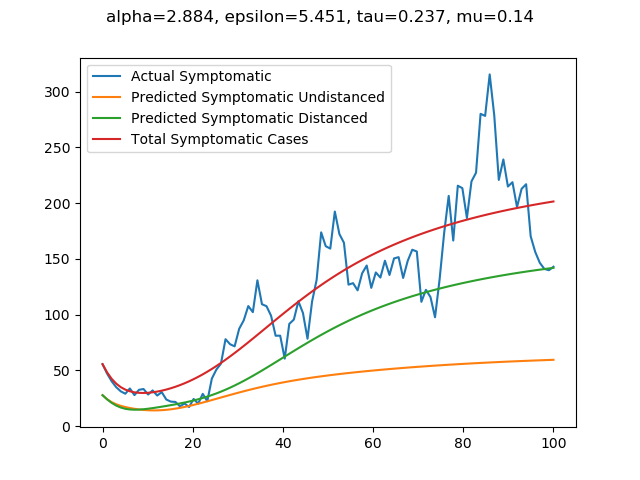 alpha=2.884, epsilon=5.451, tau=0.237, mu=0.14
Actual Symptomatic
Predicted Symptomatic Undistanced
Predicted Symptomatic Distanced
Total Symptomatic Cases
300
250
200
150
100
50
0
0 20 40 60 80 100